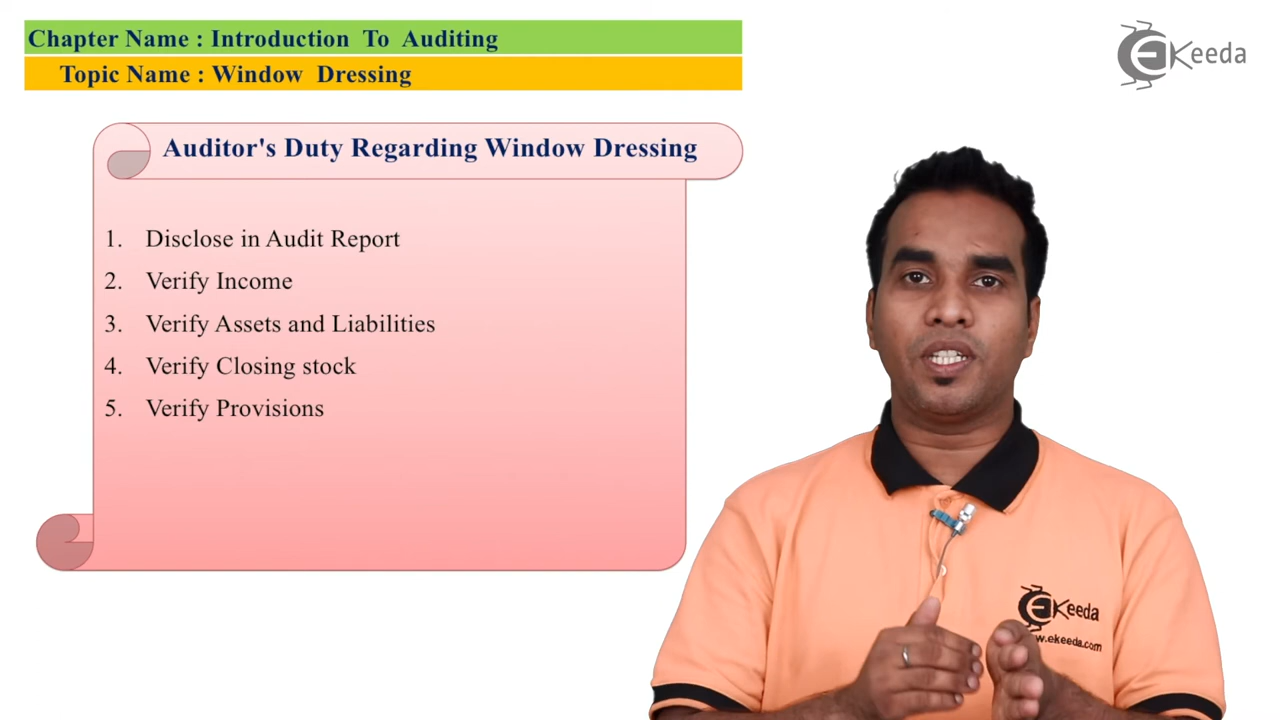 Chapter Name : Introduction To Auditing
Topic Name : Window Dressing
EKeeda
Auditor's Duty Regarding Window Dressing
1. Disclose in Audit Report
2. Verify Income
3. Verify Assets and Liabilities
4. Verify Closing stock
5. Verify Provisions
EKeeda
www.ekeeda.com